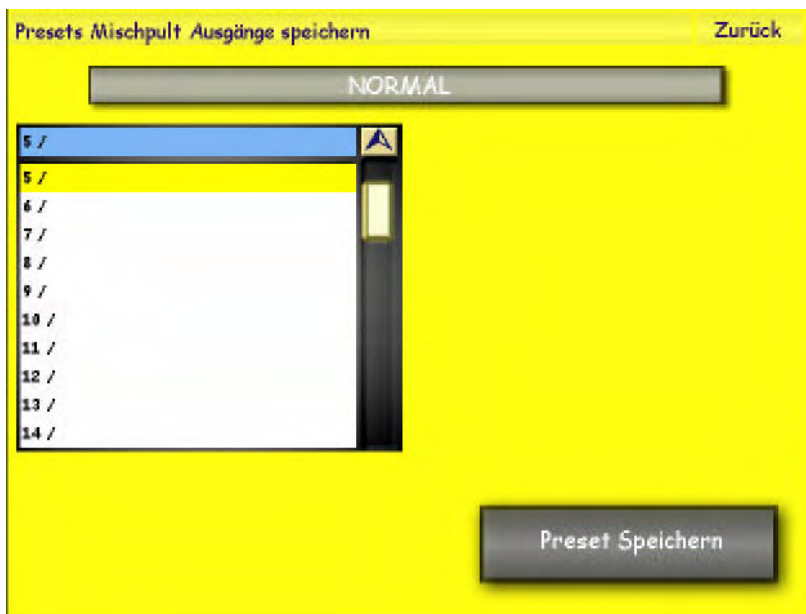 Presets Mischpult Ausgänge speichern
Zurück
NORMAL
5 /
5 /
6 /
7 /
8 /
9 /
10 /
11 /
12 /
13 /
14 /
Preset Speichern